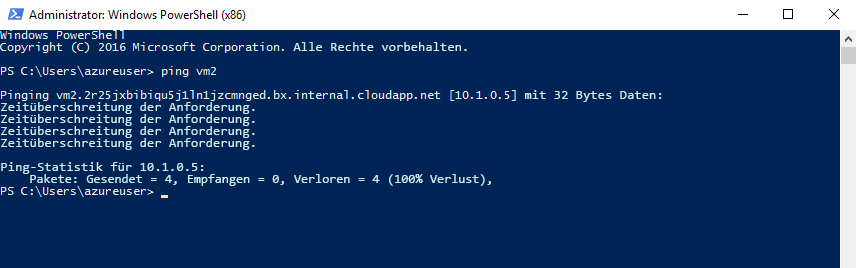 Administrator: Windows PowerShell (x86)
Windows PowerShell
Copyright (C) 2016 Microsoft Corporation. Alle Rechte vorbehalten.
PS C:\Users\azureuser> ping vm2
Pinging vm2.2r25jxbibiqu5j1ln1jzcmnged.bx.internal.cloudapp.net [10.1.0.5] mit 32 Bytes Daten:
Zeitüberschreitung der Anforderung.
Zeitüberschreitung der Anforderung.
Zeitüberschreitung der Anforderung.
Zeitüberschreitung der Anforderung.
Ping-Statistik für 10.1.0.5:
    Pakete: Gesendet = 4, Empfangen = 0, Verloren = 4 (100% Verlust),
PS C:\Users\azureuser> _